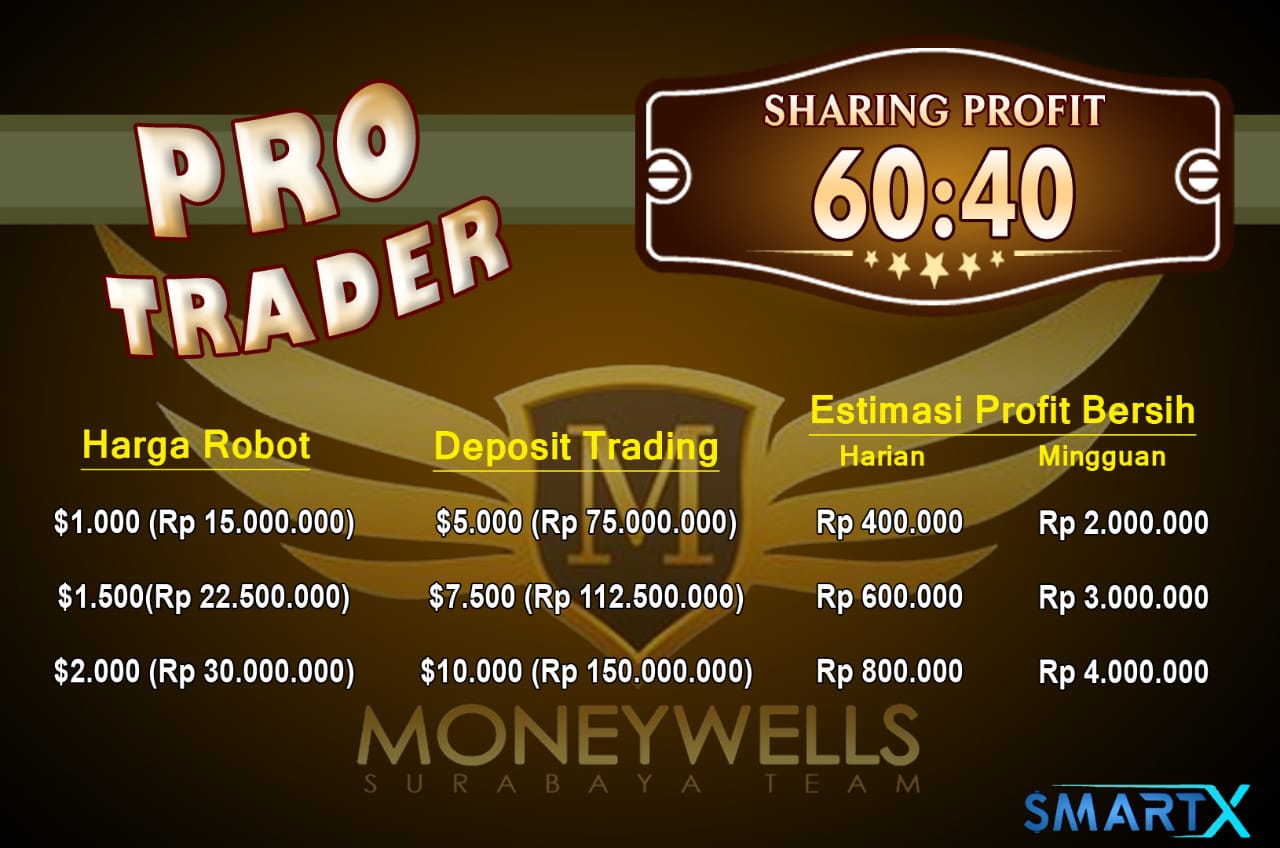 PRO
TRADER
SHARING PROFIT
60:40
Harga Robot
Deposit Trading
Estimasi Profit Bersih
Harian
Mingguan
$1.000 (Rp 15.000.000)
$5.000 (Rp 75.000.000)
Rp 400.000
Rp 2.000.000
$1.500(Rp 22.500.000)
$7.500 (Rp 112.500.000)
Rp 600.000
Rp 3.000.000
$2.000 (Rp 30.000.000)
$10.000 (Rp 150.000.000)
Rp 800.000
Rp 4.000.000
M
MONEYWELLS
SURABAYA TEAM
SMARTX